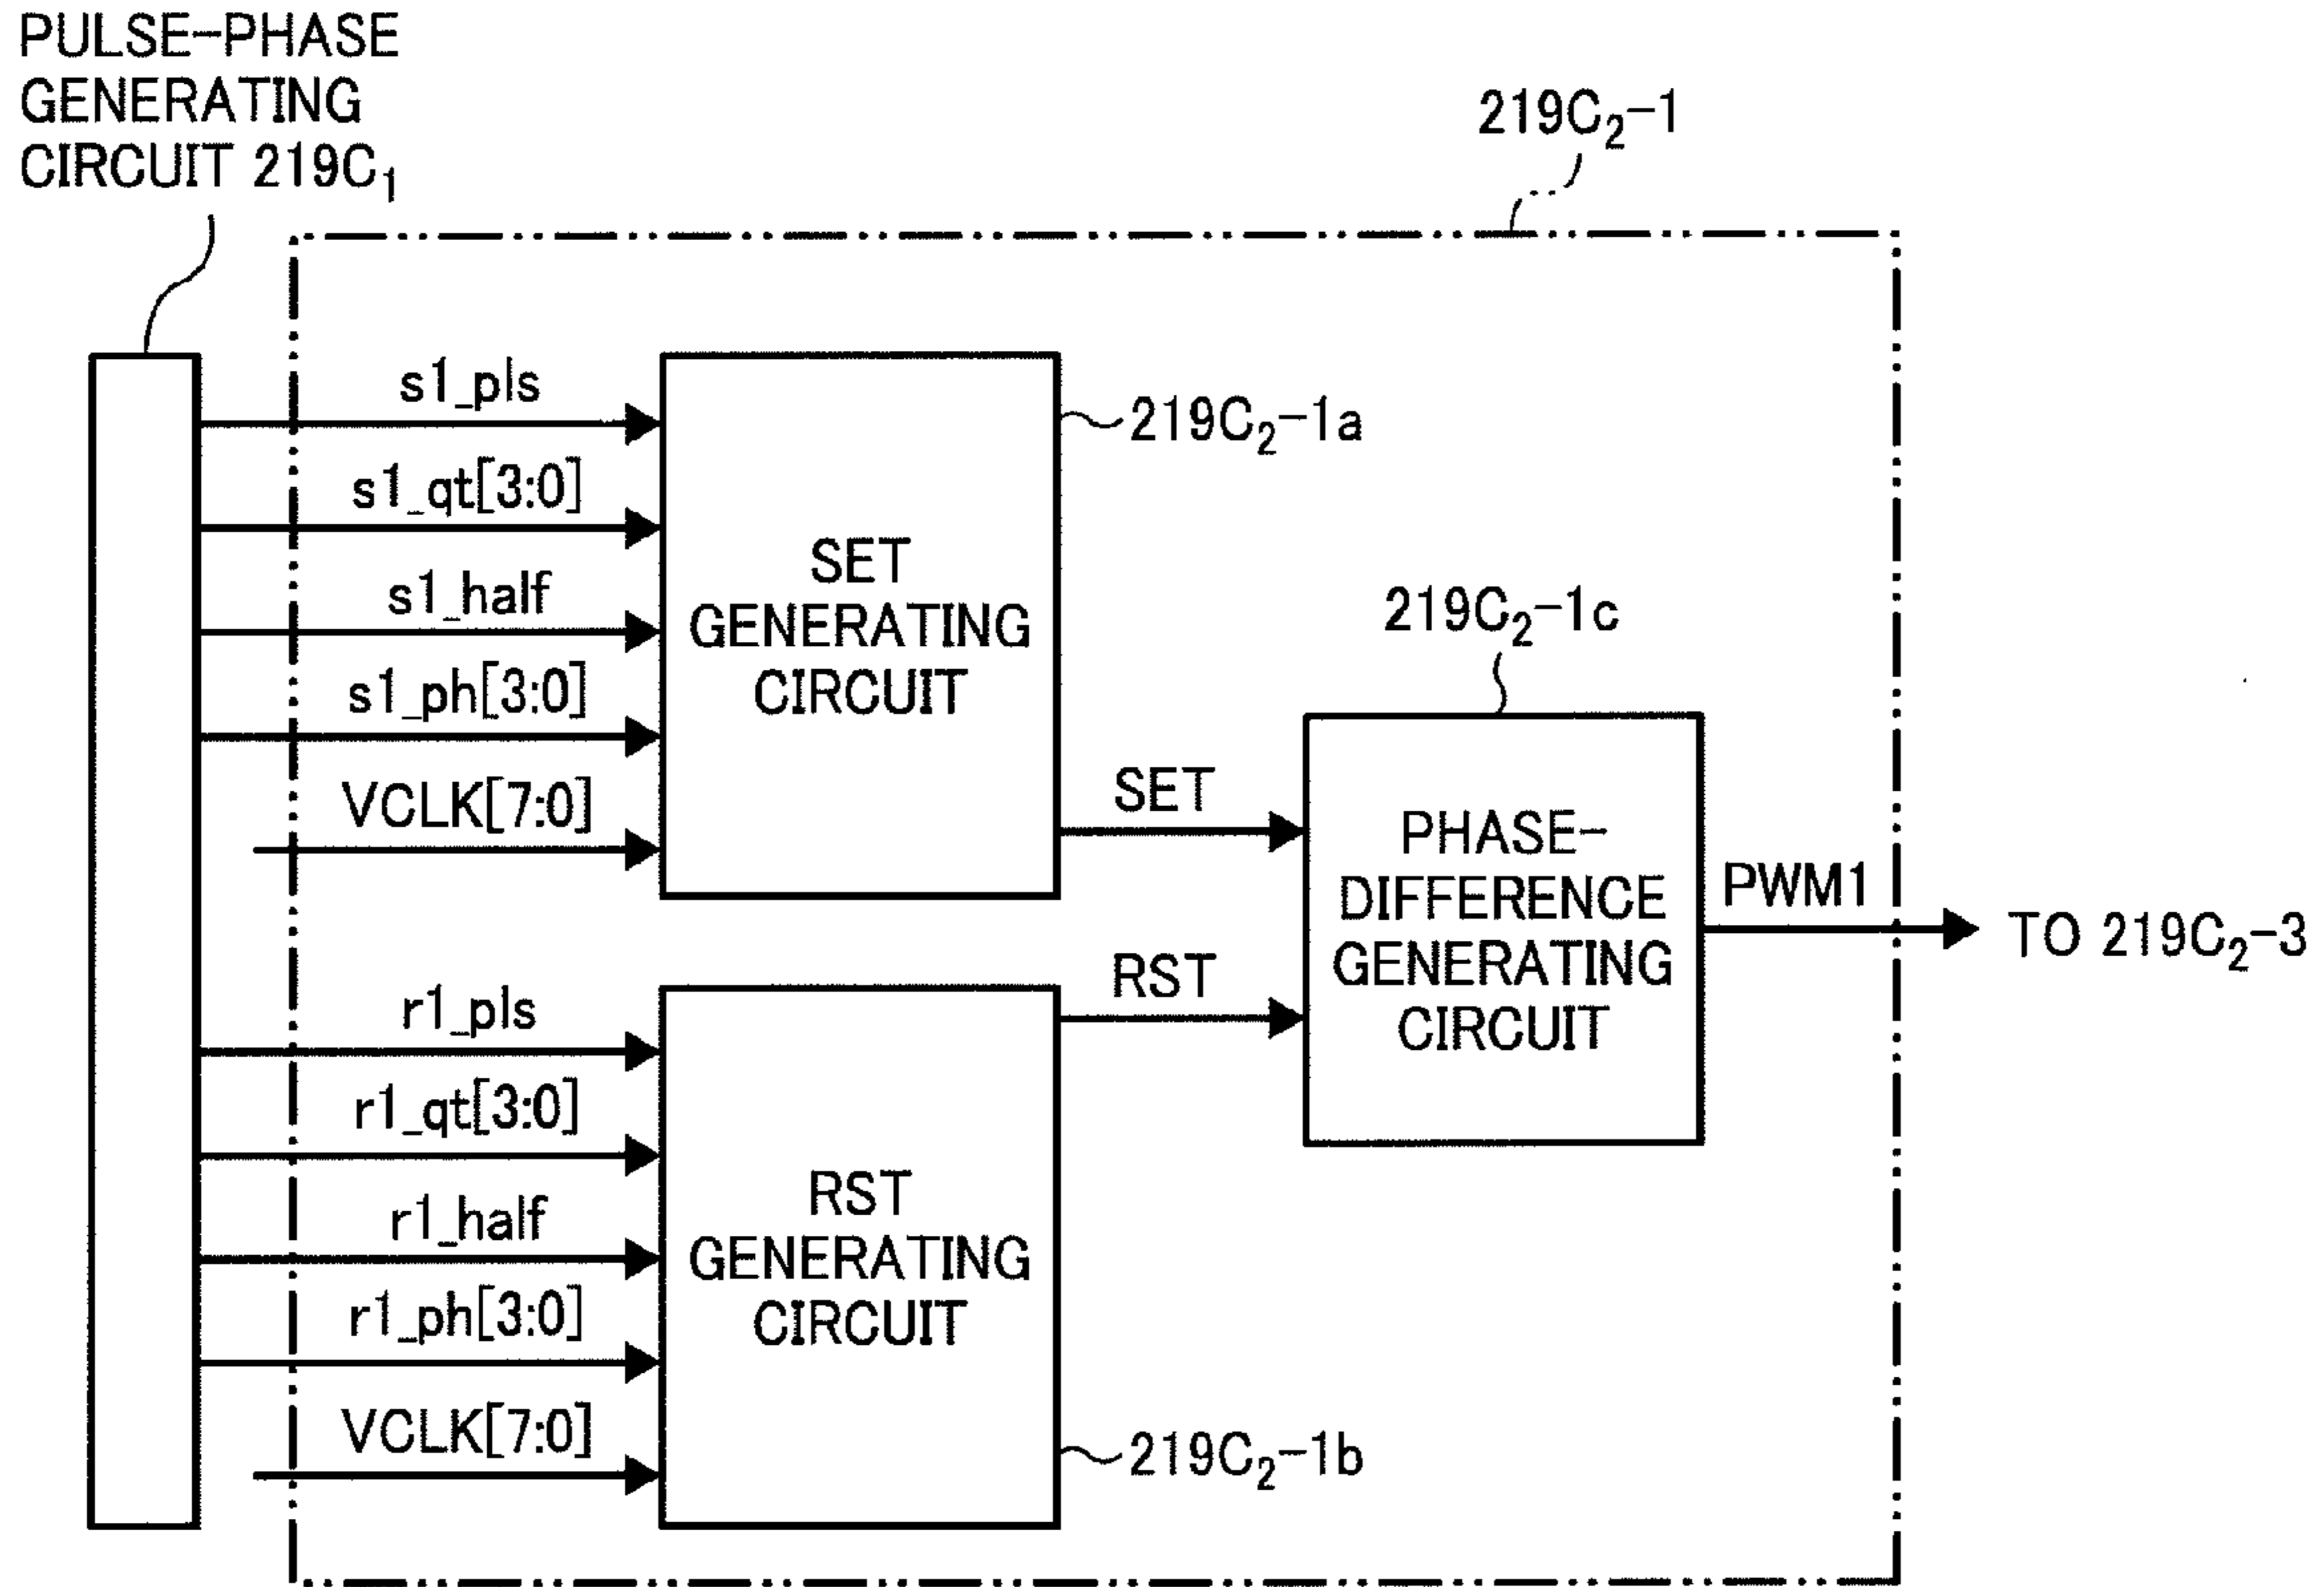 PULSE-PHASE
GENERATING
CIRCUIT 219C₁
219C₂-1
s1_pls
s1_qt[3:0]
s1_half
s1_ph[3:0]
VCLK[7:0]
SET
GENERATING
CIRCUIT
219C₂-1a
r1_pls
r1_qt[3:0]
r1_half
r1_ph[3:0]
VCLK[7:0]
RST
GENERATING
CIRCUIT
219C₂-1b
SET
RST
219C₂-1c
PHASE-
DIFFERENCE
GENERATING
CIRCUIT
PWM1
TO 219C₂-3